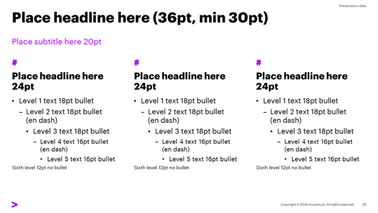 Presentation date
Place headline here (36pt, min 30pt)
Place subtitle here 20pt
#
Place headline here
24pt
• Level 1 text 18pt bullet
– Level 2 text 18pt bullet
(en dash)
• Level 3 text 18pt bullet
– Level 4 text 16pt bullet
(en dash)
• Level 5 text 16pt bullet
Sixth level 12pt no bullet
#
Place headline here
24pt
• Level 1 text 18pt bullet
– Level 2 text 18pt bullet
(en dash)
• Level 3 text 18pt bullet
– Level 4 text 16pt bullet
(en dash)
• Level 5 text 16pt bullet
Sixth level 12pt no bullet
#
Place headline here
24pt
• Level 1 text 18pt bullet
– Level 2 text 18pt bullet
(en dash)
• Level 3 text 18pt bullet
– Level 4 text 16pt bullet
(en dash)
• Level 5 text 16pt bullet
Sixth level 12pt no bullet
>
Copyright © 2020 Accenture. All rights reserved.